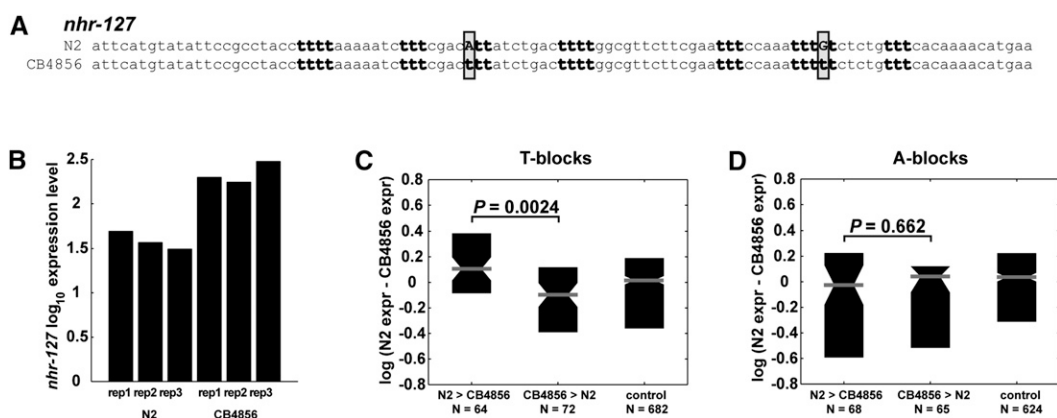 A
nhr-127
N2 attcatgtatattccgcctaccttttaaaaatctttcgacAttatctgacttttggcgttcttcgaatttccaaatttGtctctgtttcacaaaacatgaa
CB4856 attcatgtatattccgcctaccttttaaaaatctttcgactttatctgacttttggcgttcttcgaatttccaaatttttctctgtttcacaaaacatgaa
B
nhr-127 log10 expression level
2.5
2
1.5
1
0.5
0
rep1 rep2 rep3 rep1 rep2 rep3
N2 CB4856
C
T-blocks
log (N2 expr - CB4856 expr)
0.8
0.6
0.4
0.2
0
-0.2
-0.4
-0.6
-0.8
P = 0.0024
N2 > CB4856 CB4856 > N2 control
N = 64 N = 72 N = 682
D
A-blocks
log (N2 expr - CB4856 expr)
0.8
0.6
0.4
0.2
0
-0.2
-0.4
-0.6
-0.8
P = 0.662
N2 > CB4856 CB4856 > N2 control
N = 68 N = 65 N = 624